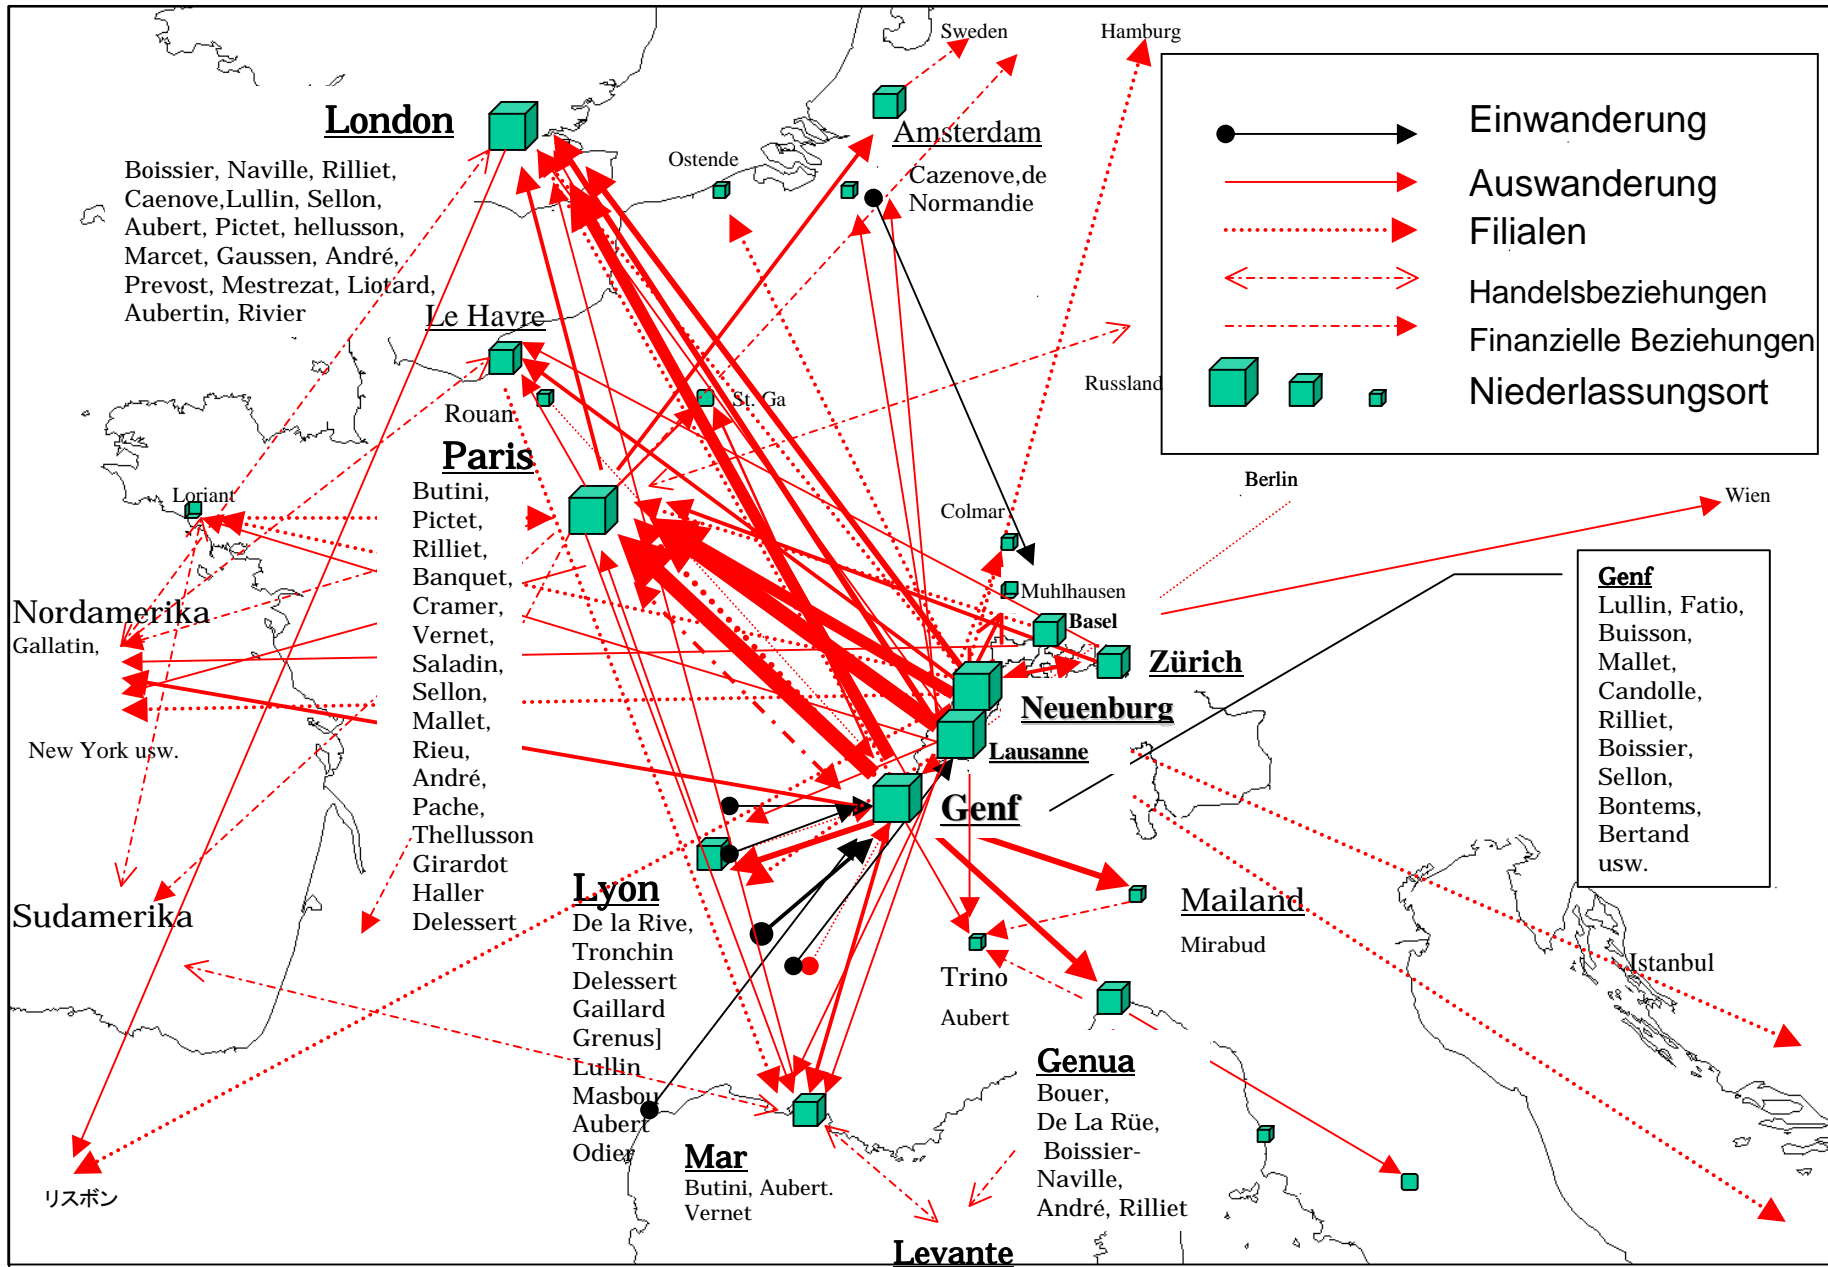 Sweden
Hamburg
London
Boissier, Naville, Rilliet,
Caenove,Lullin, Sellon,
Aubert, Pictet, hellusson,
Marcet, Gaussen, André,
Prevost, Mestrezat, Liotard,
Aubertin, Rivier
Ostende
Amsterdam
Cazenove,de
Normandie
Einwanderung
Auswanderung
Filialen
Handelsbeziehungen
Finanzielle Beziehungen
Niederlassungsort
Le Havre
Rouan
St. Ga
Russland
Paris
Butini,
Pictet,
Rilliet,
Banquet,
Cramer,
Vernet,
Saladin,
Sellon,
Mallet,
Rieu,
André,
Pache,
Thellusson
Girardot
Haller
Delessert
Loriant
Colmar
Berlin
Wien
Muhlhausen
Basel
Zürich
Neuenburg
Lausanne
Genf
Genf
Lullin, Fatio,
Buisson,
Mallet,
Candolle,
Rilliet,
Boissier,
Sellon,
Bontems,
Bertand
usw.
Nordamerika
Gallatin,
New York usw.
Sudamerika
Lyon
De la Rive,
Tronchin
Delessert
Gaillard
Grenus]
Lullin
Masbou
Aubert
Odier
Mailand
Mirabud
Trino
Aubert
Istanbul
Genua
Bouer,
De La Rüe,
Boissier-
Naville,
André, Rilliet
Mar
Butini, Aubert.
Vernet
リスボン
Levante